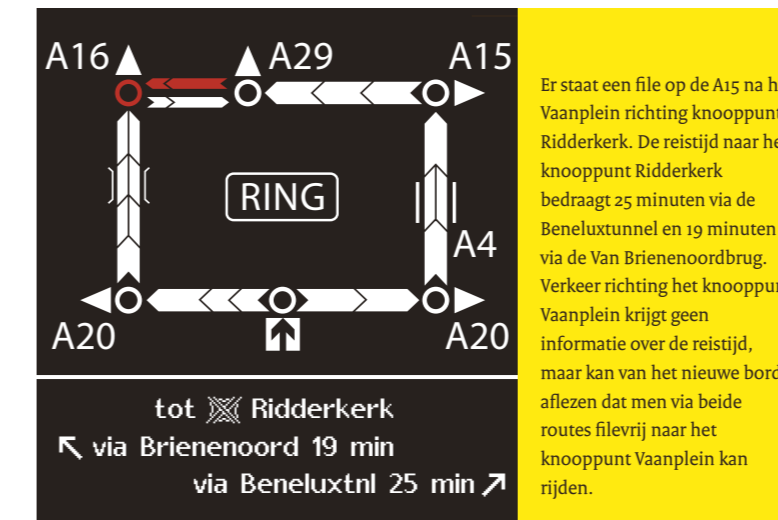 A16
A29
A15
RING
A4
A20
A20
tot Ridderkerk
via Brienenoord 19 min
via Beneluxtnl 25 min
Er staat een file op de A15 na
Vaanplein richting knooppunt
Ridderkerk. De reistijd naar
knooppunt Ridderkerk
bedraagt 25 minuten via de
Beneluxtunnel en 19 minuten
via de Van Brienenoordbrug.
Verkeer richting het
Vaanplein krijgt geen
informatie over de reistijd,
maar kan van het nieuwe bord
aflezen dat men via beide
routes filevrij naar het
knooppunt Vaanplein kan
rijden.